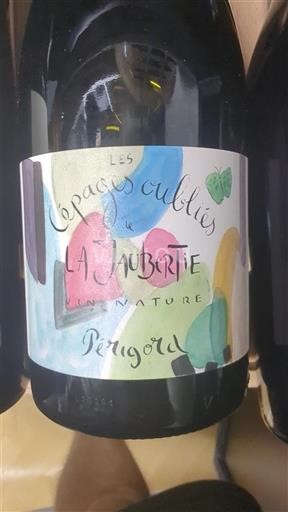 LES
Cépages oubliés
de
LA JAUBERTIE
VIN NATURE
Périgord